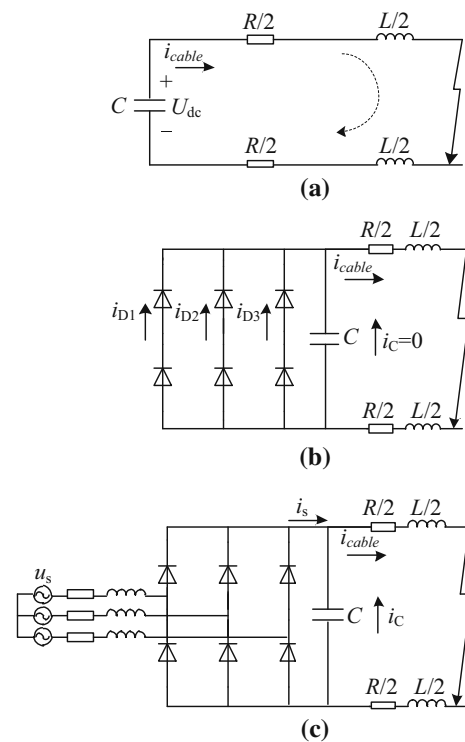 R/2 L/2
i_cable
+
C U_dc
−
R/2 L/2
(a)
R/2 L/2
i_cable
i_D1 i_D2 i_D3
C i_C=0
R/2 L/2
(b)
i_s R/2 L/2
i_cable
u_s
C i_C
R/2 L/2
(c)